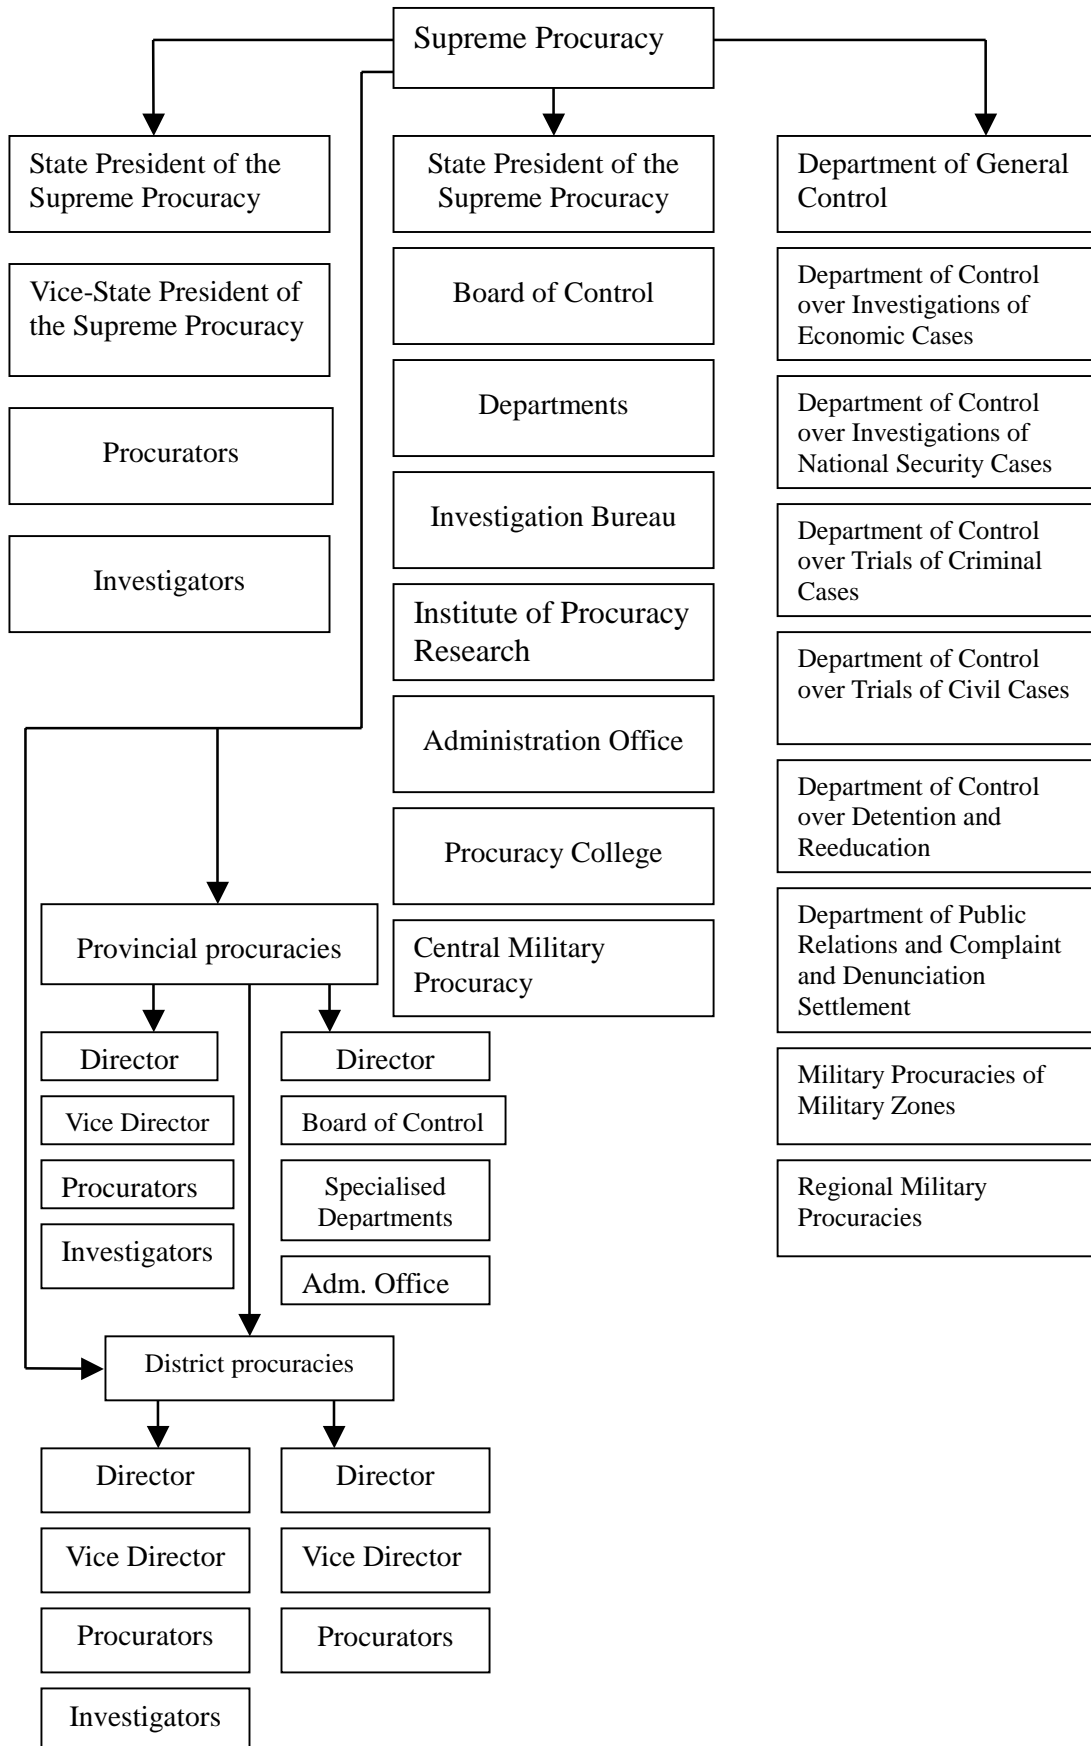 Supreme Procuracy
State President of the
Supreme Procuracy
Vice-State President of
the Supreme Procuracy
Procurators
Investigators
State President of the
Supreme Procuracy
Board of Control
Departments
Investigation Bureau
Institute of Procuracy
Research
Administration Office
Procuracy College
Central Military
Procuracy
Department of General
Control
Department of Control
over Investigations of
Economic Cases
Department of Control
over Investigations of
National Security Cases
Department of Control
over Trials of Criminal
Cases
Department of Control
over Trials of Civil Cases
Department of Control
over Detention and
Reeducation
Department of Public
Relations and Complaint
and Denunciation
Settlement
Military Procuracies of
Military Zones
Regional Military
Procuracies
Provincial procuracies
Director
Vice Director
Procurators
Investigators
Director
Board of Control
Specialised
Departments
Adm. Office
District procuracies
Director
Vice Director
Procurators
Investigators
Director
Vice Director
Procurators